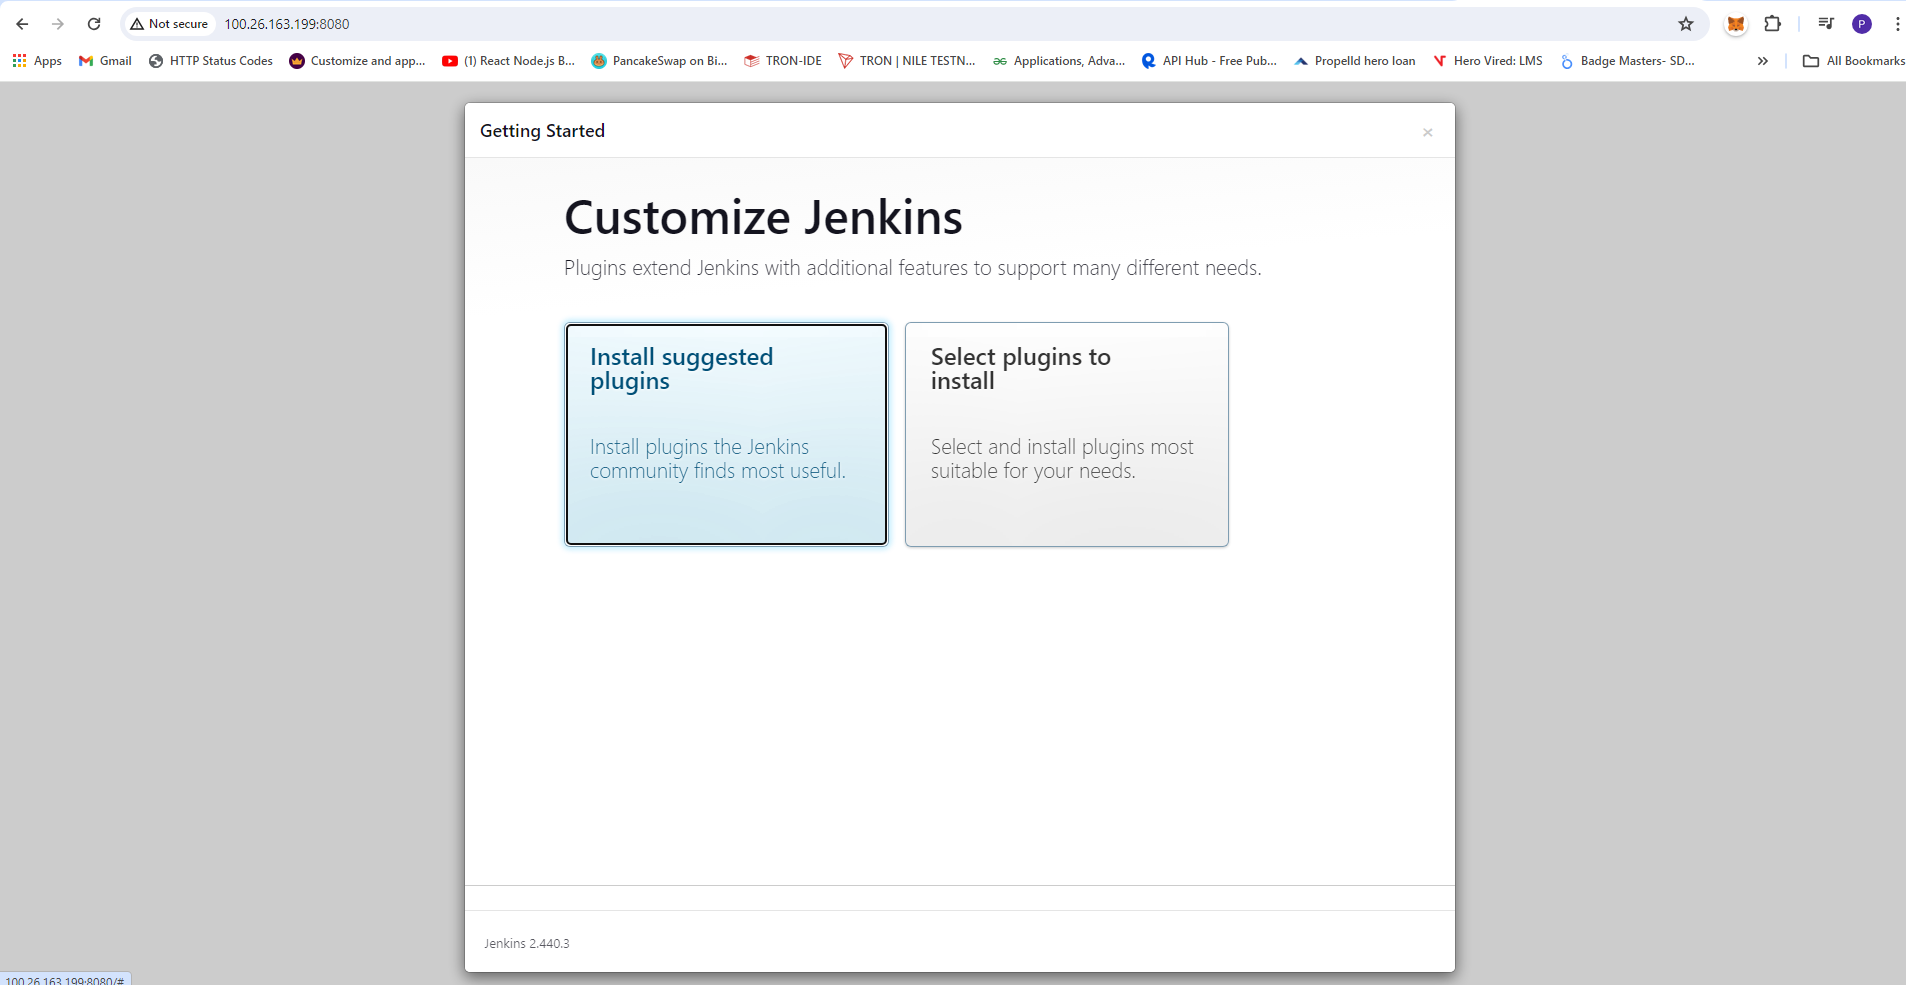 Not secure 100.26.163.199:8080
P
Apps Gmail HTTP Status Codes Customize and app... (1) React Node.js B... PancakeSwap on Bi... TRON-IDE TRON | NILE TESTN... Applications, Adva... API Hub - Free Pub... Propelld hero loan Hero Vired: LMS Badge Masters- SD... » All Bookmarks
Getting Started ×
Customize Jenkins
Plugins extend Jenkins with additional features to support many different needs.
Install suggested
plugins
Install plugins the Jenkins
community finds most useful.
Select plugins to
install
Select and install plugins most
suitable for your needs.
Jenkins 2.440.3
100.26.163.199:8080/#